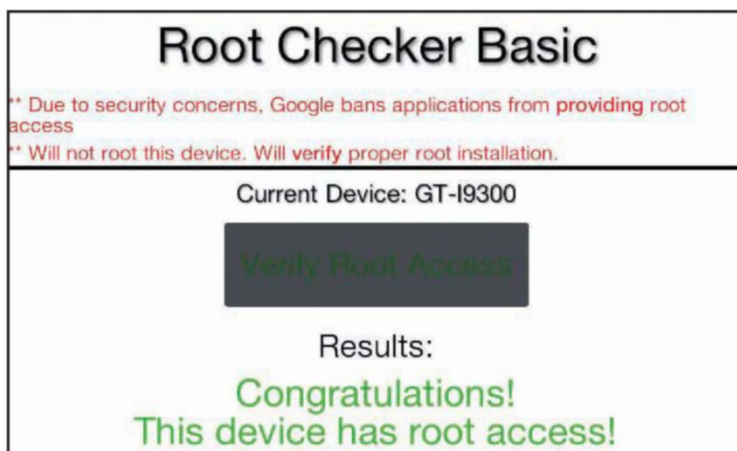 Root Checker Basic
** Due to security concerns, Google bans applications from providing root
access
** Will not root this device. Will verify proper root installation.
Current Device: GT-I9300
Verify Root Access
Results:
Congratulations!
This device has root access!